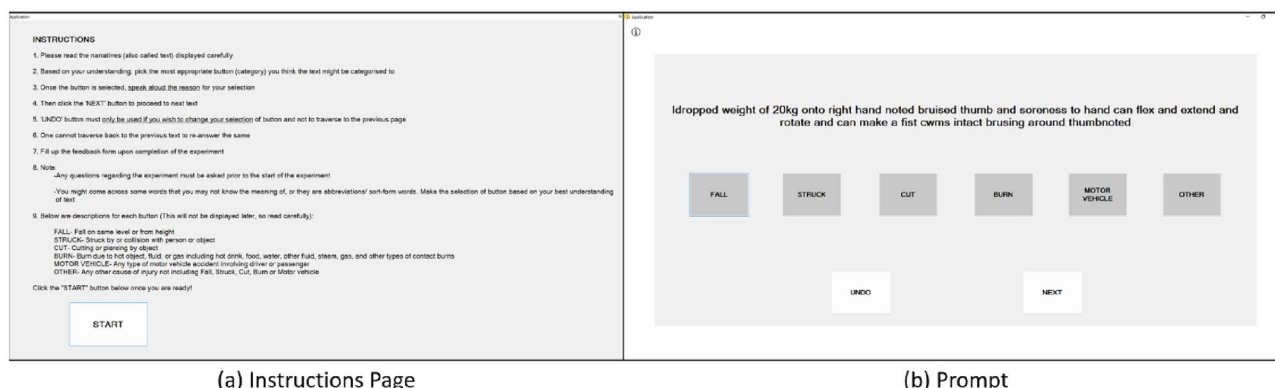 Application
INSTRUCTIONS
1. Please read the narratives (also called text) displayed carefully
2. Based on your understanding, pick the most appropriate button (category) you think the text might be categorised to
3. Once the button is selected, speak aloud the reason for your selection
4. Then click the 'NEXT' button to proceed to next text
5. 'UNDO' button must only be used if you wish to change your selection of button and not to traverse to the previous page
6. One cannot traverse back to the previous text to re-answer the same
7. Fill up the feedback form upon completion of the experiment
8. Note:
-Any questions regarding the experiment must be asked prior to the start of the experiment
-You might come across some words that you may not know the meaning of, or they are abbreviations/ sort-form words. Make the selection of button based on your best understanding
of text
9. Below are descriptions for each button (This will not be displayed later, so read carefully):
FALL- Fall on same level or from height
STRUCK- Struck by or collision with person or object
CUT- Cutting or piercing by object
BURN- Burn due to hot object, fluid, or gas including hot drink, food, water, other fluid, steam, gas, and other types of contact burns
MOTOR VEHICLE- Any type of motor vehicle accident involving driver or passenger
OTHER- Any other cause of injury not including Fall, Struck, Cut, Burn or Motor vehicle
Click the "START" button below once you are ready!
START
(a) Instructions Page
Application
Idropped weight of 20kg onto right hand noted bruised thumb and soreness to hand can flex and extend and
rotate and can make a fist cwms intact brusing around thumbnoted
FALL
STRUCK
CUT
BURN
MOTOR
VEHICLE
OTHER
UNDO
NEXT
(b) Prompt